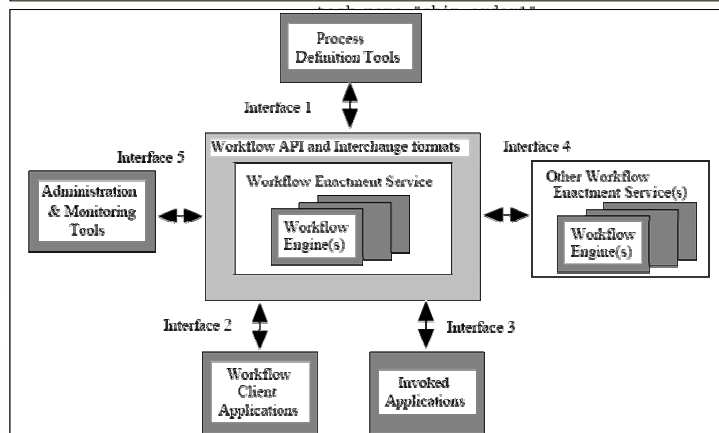 Process
Definition Tools
Interface 1
Workflow API and Interchange formats
Interface 5
Interface 4
Workflow Enactment Service
Workflow
Engine(s)
Administration
& Monitoring
Tools
Other Workflow
Enactment Service(s)
Workflow
Engine(s)
Interface 2
Interface 3
Workflow
Client
Applications
Invoked
Applications